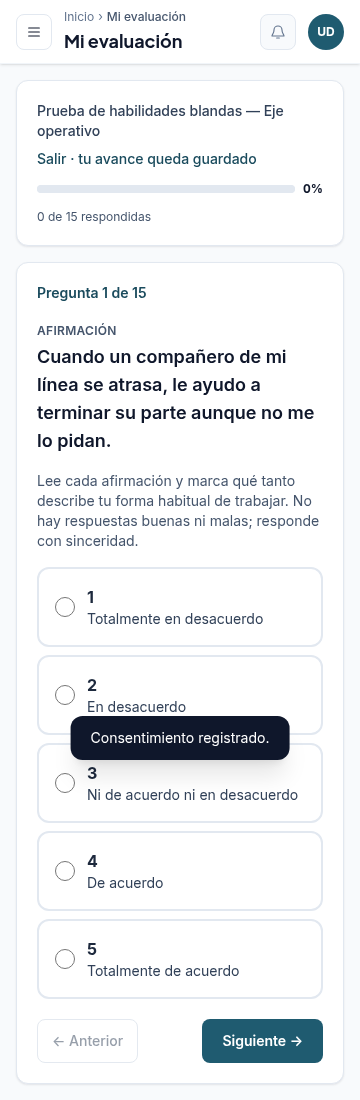 Inicio › Mi evaluación
Mi evaluación
UD
Prueba de habilidades blandas — Eje
operativo
Salir · tu avance queda guardado
0%
0 de 15 respondidas
Pregunta 1 de 15
AFIRMACIÓN
Cuando un compañero de mi
línea se atrasa, le ayudo a
terminar su parte aunque no me
lo pidan.
Lee cada afirmación y marca qué tanto
describe tu forma habitual de trabajar. No
hay respuestas buenas ni malas; responde
con sinceridad.
1
Totalmente en desacuerdo
2
En desacuerdo
Consentimiento registrado.
3
Ni de acuerdo ni en desacuerdo
4
De acuerdo
5
Totalmente de acuerdo
← Anterior
Siguiente →